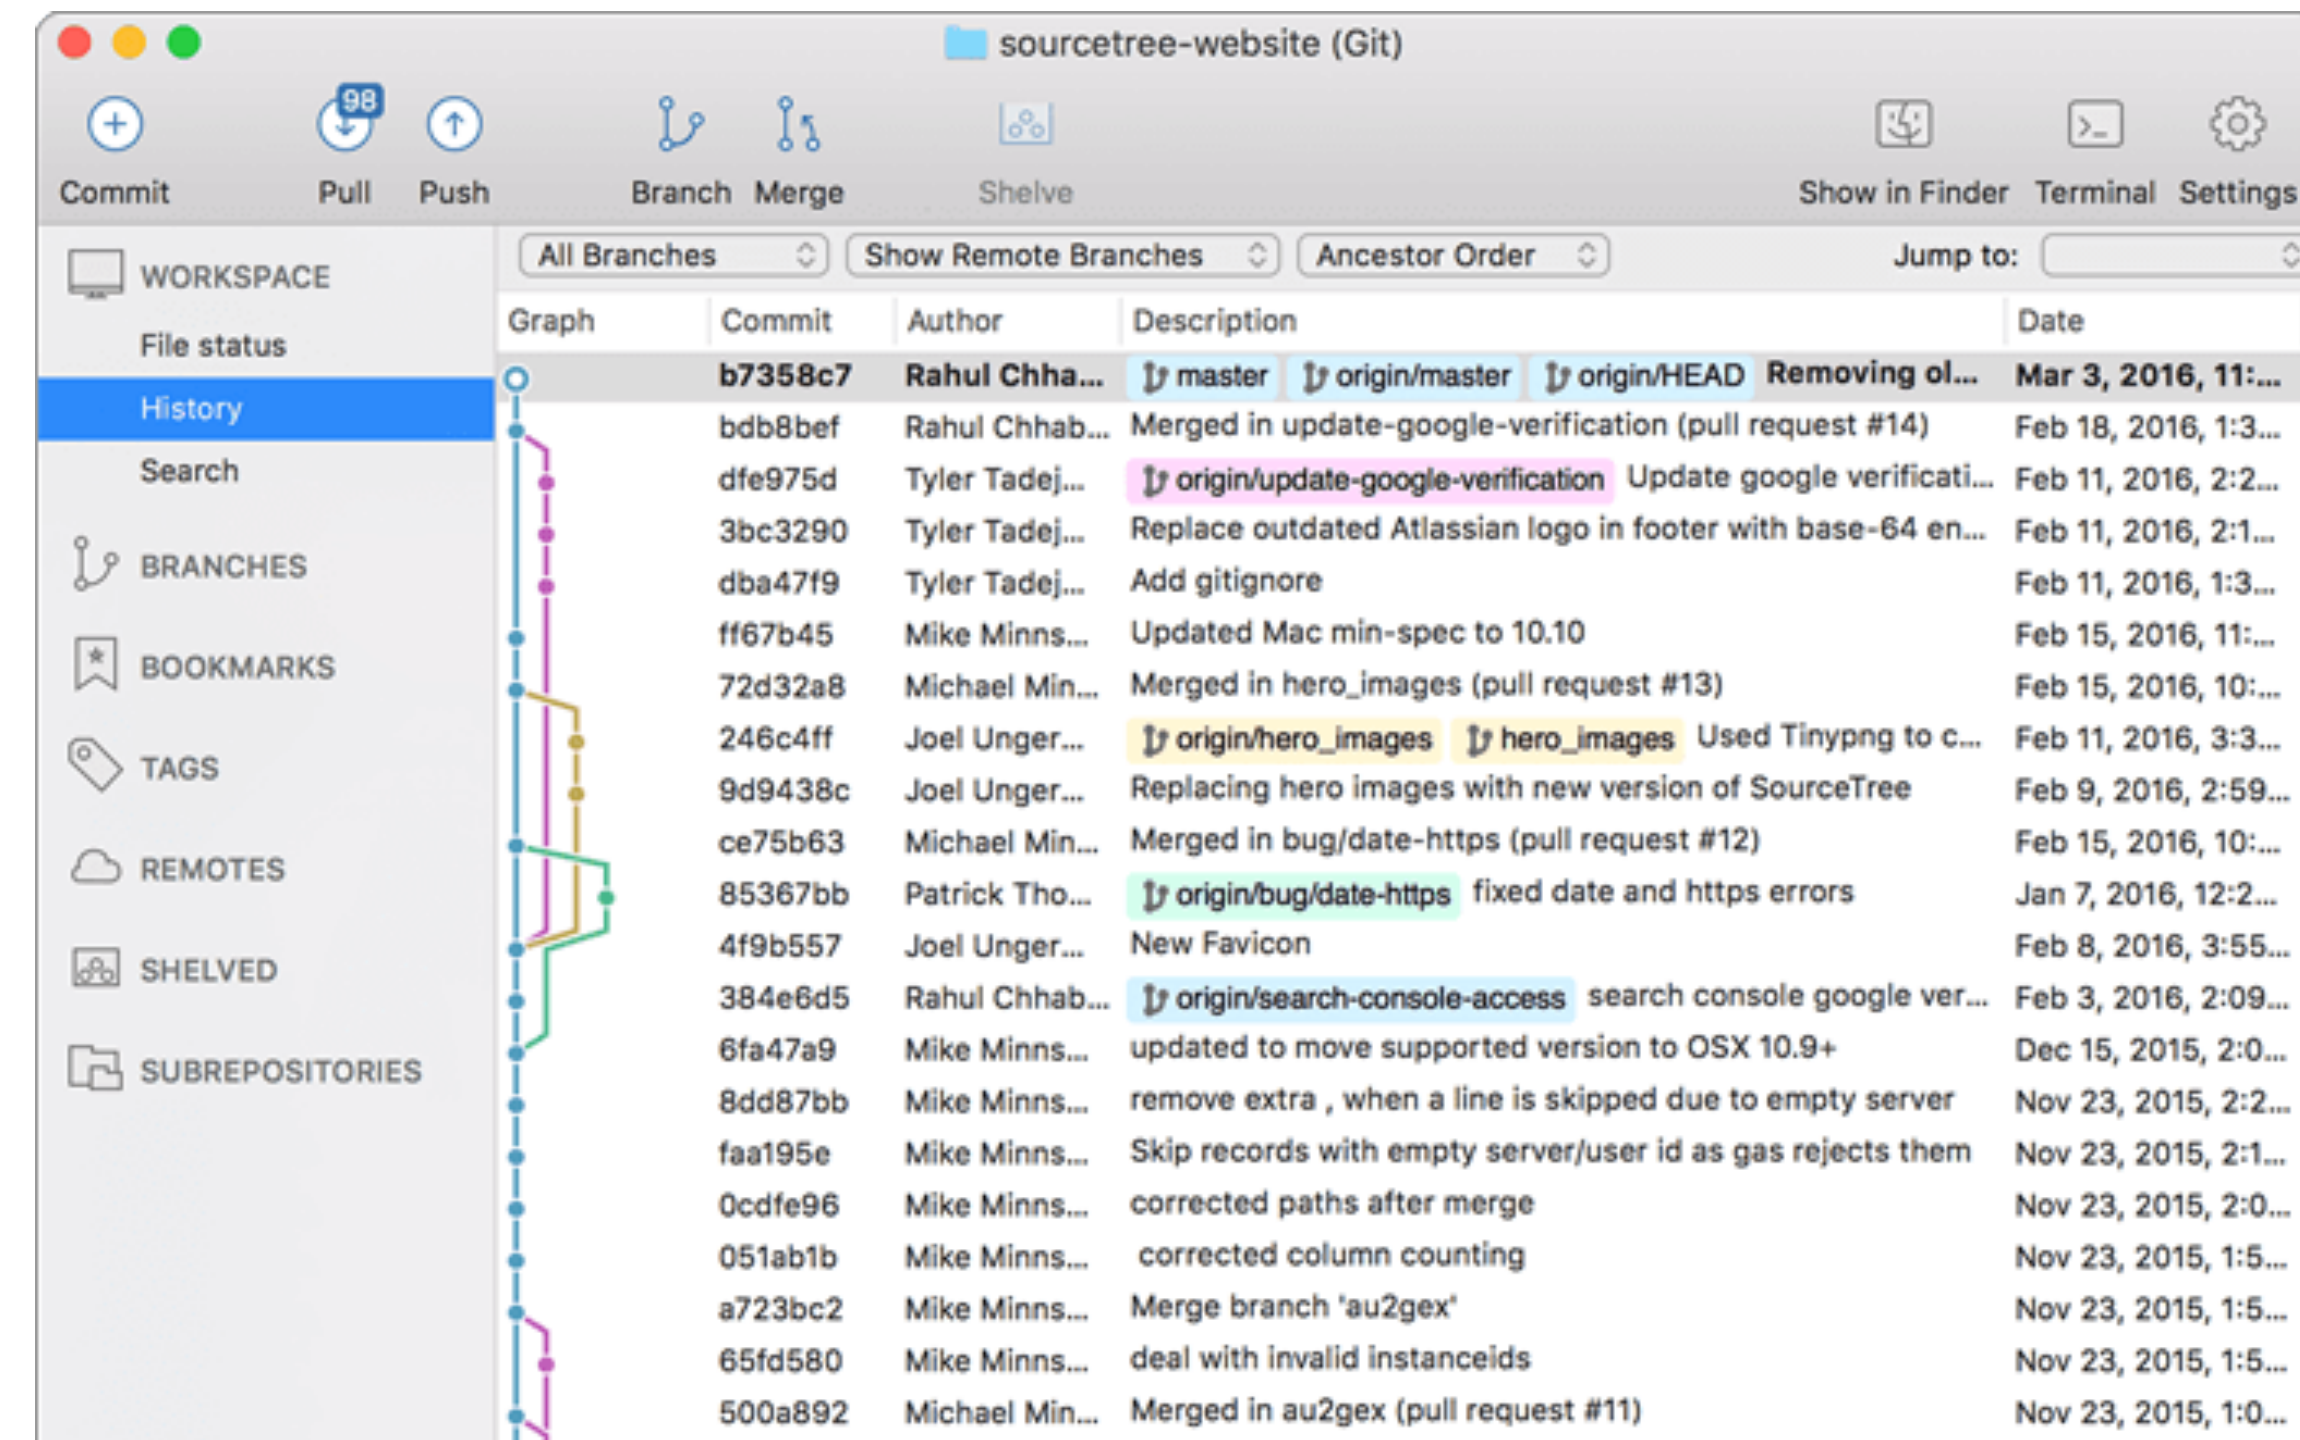 sourcetree-website (Git)
98
Commit Pull Push Branch Merge Shelve Show in Finder Terminal Settings
WORKSPACE
File status
History
Search
BRANCHES
BOOKMARKS
TAGS
REMOTES
SHELVED
SUBREPOSITORIES
All Branches Show Remote Branches Ancestor Order Jump to:
Graph Commit Author Description Date
b7358c7 Rahul Chha... master origin/master origin/HEAD Removing ol... Mar 3, 2016, 11:...
bdb8bef Rahul Chhab... Merged in update-google-verification (pull request #14) Feb 18, 2016, 1:3...
dfe975d Tyler Tadej... origin/update-google-verification Update google verificati... Feb 11, 2016, 2:2...
3bc3290 Tyler Tadej... Replace outdated Atlassian logo in footer with base-64 en... Feb 11, 2016, 2:1...
dba47f9 Tyler Tadej... Add gitignore Feb 11, 2016, 1:3...
ff67b45 Mike Minns... Updated Mac min-spec to 10.10 Feb 15, 2016, 11:...
72d32a8 Michael Min... Merged in hero_images (pull request #13) Feb 15, 2016, 10:...
246c4ff Joel Unger... origin/hero_images hero_images Used Tinypng to c... Feb 11, 2016, 3:3...
9d9438c Joel Unger... Replacing hero images with new version of SourceTree Feb 9, 2016, 2:59...
ce75b63 Michael Min... Merged in bug/date-https (pull request #12) Feb 15, 2016, 10:...
85367bb Patrick Tho... origin/bug/date-https fixed date and https errors Jan 7, 2016, 12:2...
4f9b557 Joel Unger... New Favicon Feb 8, 2016, 3:55...
384e6d5 Rahul Chhab... origin/search-console-access search console google ver... Feb 3, 2016, 2:09...
6fa47a9 Mike Minns... updated to move supported version to OSX 10.9+ Dec 15, 2015, 2:0...
8dd87bb Mike Minns... remove extra , when a line is skipped due to empty server Nov 23, 2015, 2:2...
faa195e Mike Minns... Skip records with empty server/user id as gas rejects them Nov 23, 2015, 2:1...
0cdfe96 Mike Minns... corrected paths after merge Nov 23, 2015, 2:0...
051ab1b Mike Minns... corrected column counting Nov 23, 2015, 1:5...
a723bc2 Mike Minns... Merge branch 'au2gex' Nov 23, 2015, 1:5...
65fd580 Mike Minns... deal with invalid instanceids Nov 23, 2015, 1:5...
500a892 Michael Min... Merged in au2gex (pull request #11) Nov 23, 2015, 1:0...